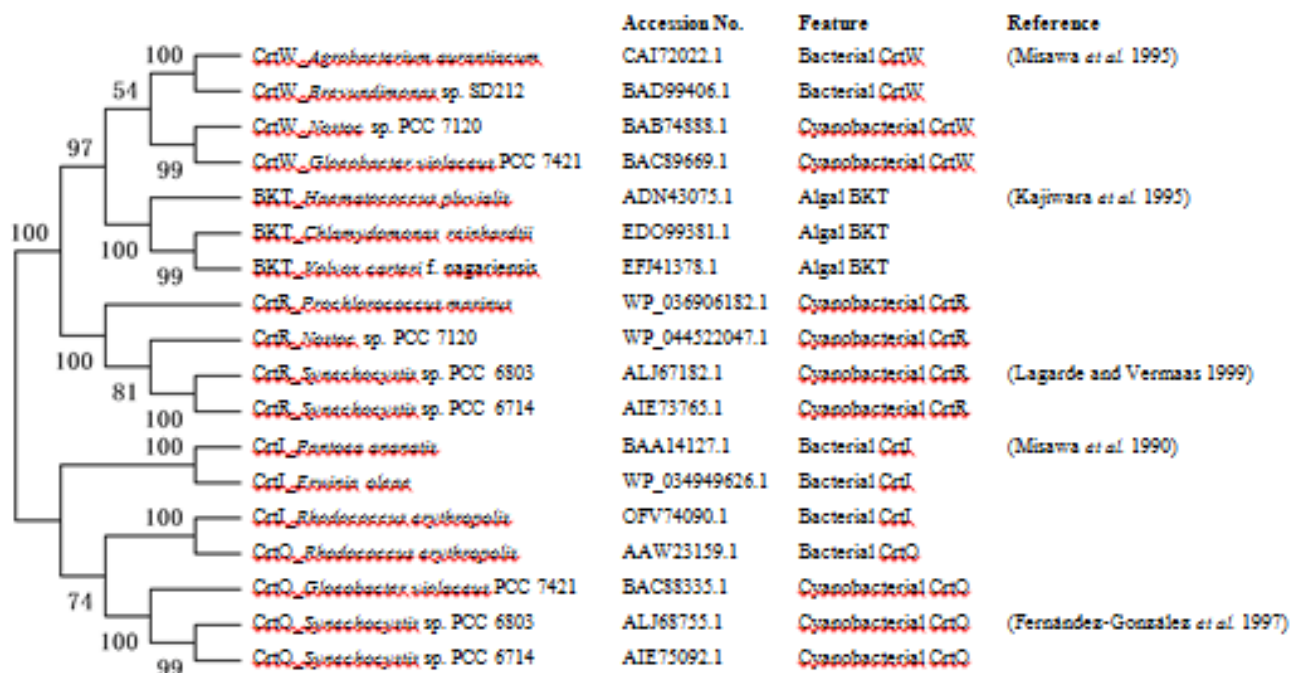 Accession No. Feature Reference
100 CrtW_Agrobacterium aurantiacum CAI72022.1 Bacterial CrtW (Misawa et al. 1995)
54 CrtW_Brevundimonas sp. SD212 BAD99406.1 Bacterial CrtW
CrtW_Nostoc sp. PCC 7120 BAB74888.1 Cyanobacterial CrtW
97
99 CrtW_Gloeobacter violaceus PCC 7421 BAC89669.1 Cyanobacterial CrtW
BKT_Haematococcus pluvialis ADN43075.1 Algal BKT (Kajiwara et al. 1995)
100 BKT_Chlamydomonas reinhardtii EDO99381.1 Algal BKT
100
99 BKT_Volvox carteri f. nagariensis EFJ41378.1 Algal BKT
CrtR_Prochlorococcus marinus WP_036906182.1 Cyanobacterial CrtR
CrtR_Nostoc sp. PCC 7120 WP_044522047.1 Cyanobacterial CrtR
100
CrtR_Synechocystis sp. PCC 6803 ALJ67182.1 Cyanobacterial CrtR (Lagarde and Vermaas 1999)
81
100 CrtR_Synechocystis sp. PCC 6714 AIE73765.1 Cyanobacterial CrtR
100 CrtI_Pantoea ananatis BAA14127.1 Bacterial CrtI (Misawa et al. 1990)
CrtI_Erwinia oleae WP_034949626.1 Bacterial CrtI
100 CrtI_Rhodococcus erythropolis OFV74090.1 Bacterial CrtI
CrtO_Rhodococcus erythropolis AAW23159.1 Bacterial CrtO
CrtO_Gloeobacter violaceus PCC 7421 BAC88335.1 Cyanobacterial CrtO
74
CrtO_Synechocystis sp. PCC 6803 ALJ68755.1 Cyanobacterial CrtO (Fernández-González et al. 1997)
100
99 CrtO_Synechocystis sp. PCC 6714 AIE75092.1 Cyanobacterial CrtO